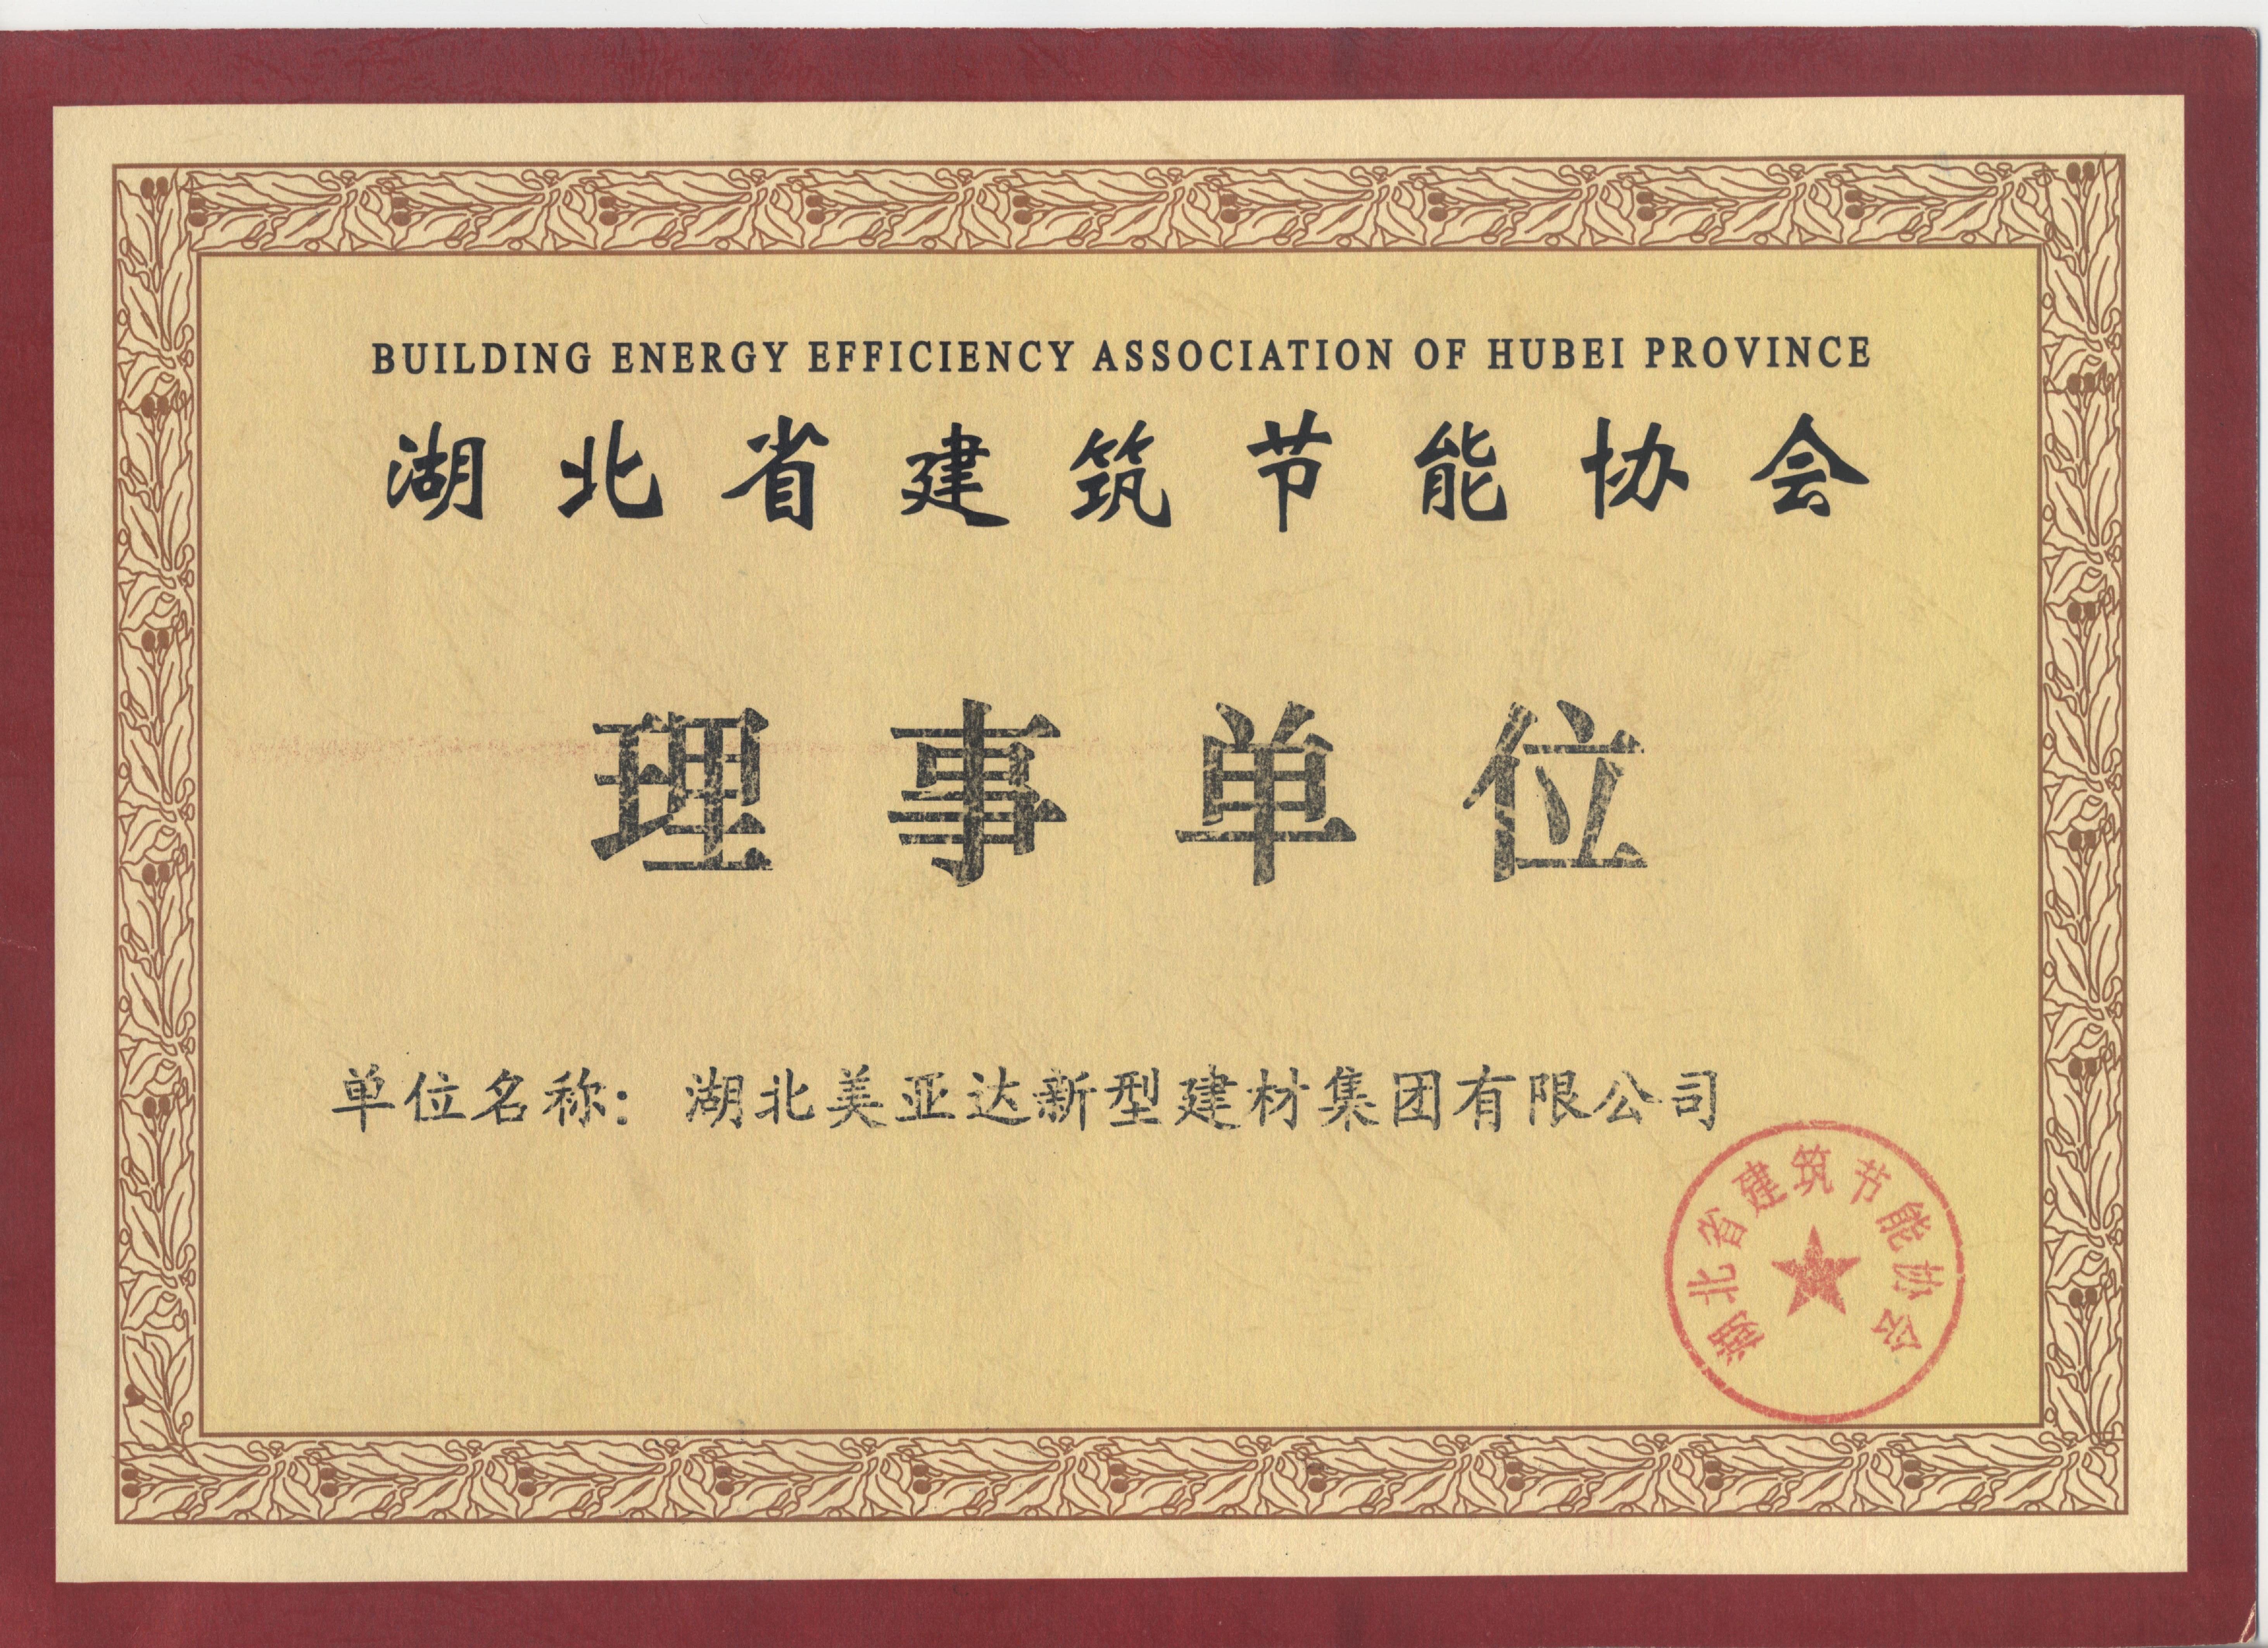 BUILDING ENERGY EFFICIENCY ASSOCIATION OF HUBEI PROVINCE
湖北省建筑节能协会
理事单位
单位名称：湖北美亚达新型建材集团有限公司
湖北省建筑节能协会